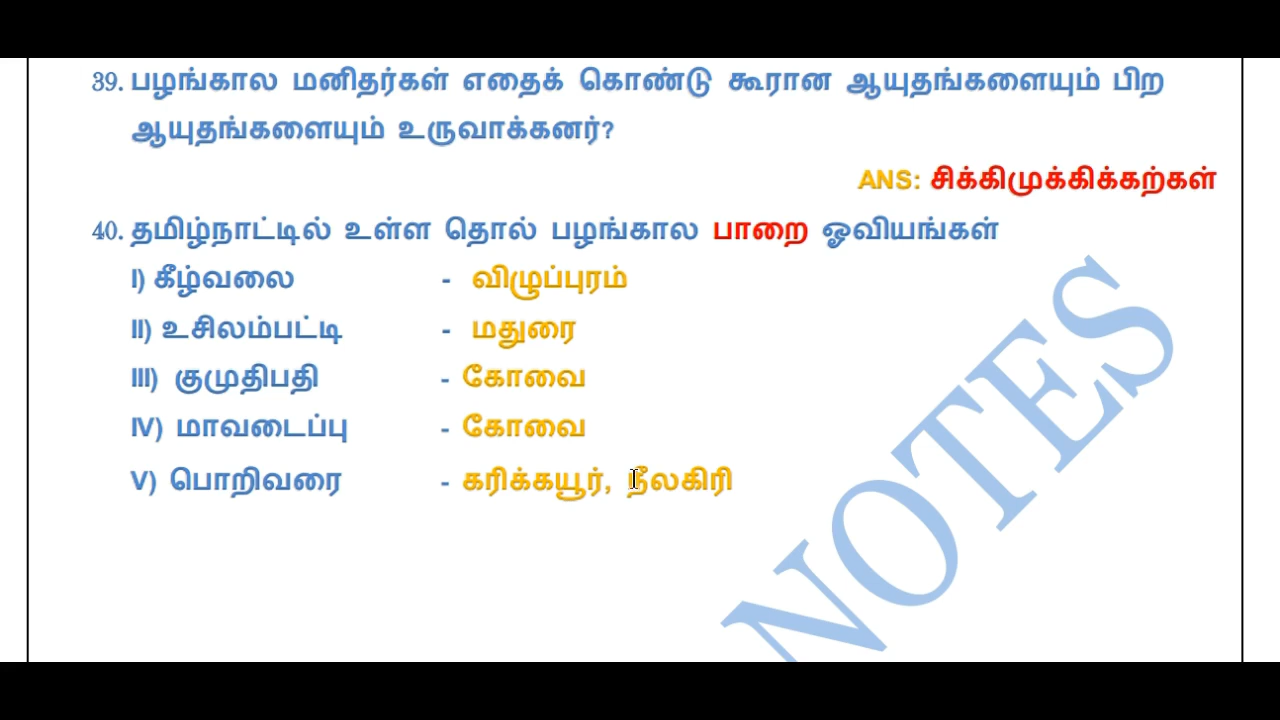 39. பழங்கால மனிதர்கள் எதைக் கொண்டு கூரான ஆயுதங்களையும் பிற
ஆயுதங்களையும் உருவாக்கனர்?
ANS: சிக்கிமுக்கிக்கற்கள்
40. தமிழ்நாட்டில் உள்ள தொல் பழங்கால பாறை ஓவியங்கள்
I) கீழ்வலை - விழுப்புரம்
II) உசிலம்பட்டி - மதுரை
III) குமுதிபதி - கோவை
IV) மாவடைப்பு - கோவை
V) பொறிவரை - கரிக்கயூர், நீலகிரி
NOTES